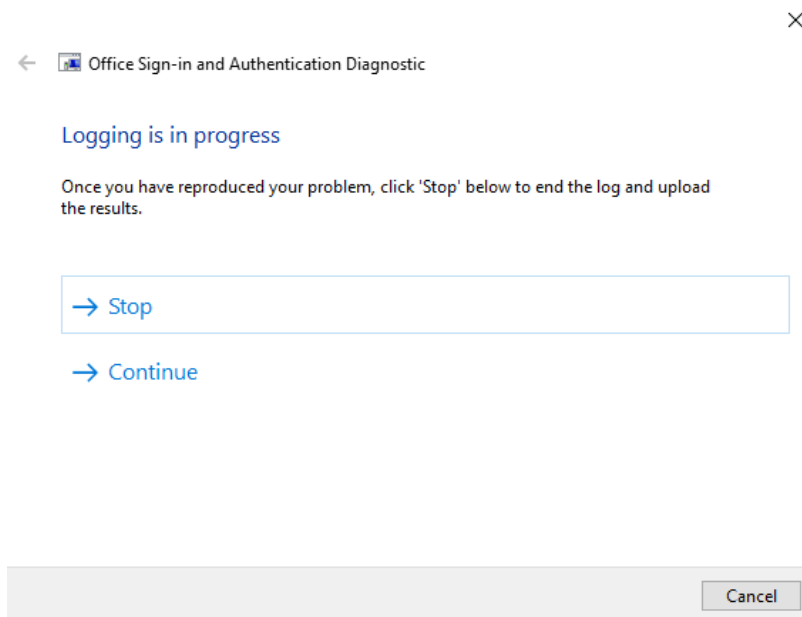 Office Sign-in and Authentication Diagnostic
Logging is in progress
Once you have reproduced your problem, click 'Stop' below to end the log and upload
the results.
Stop
Continue
Cancel